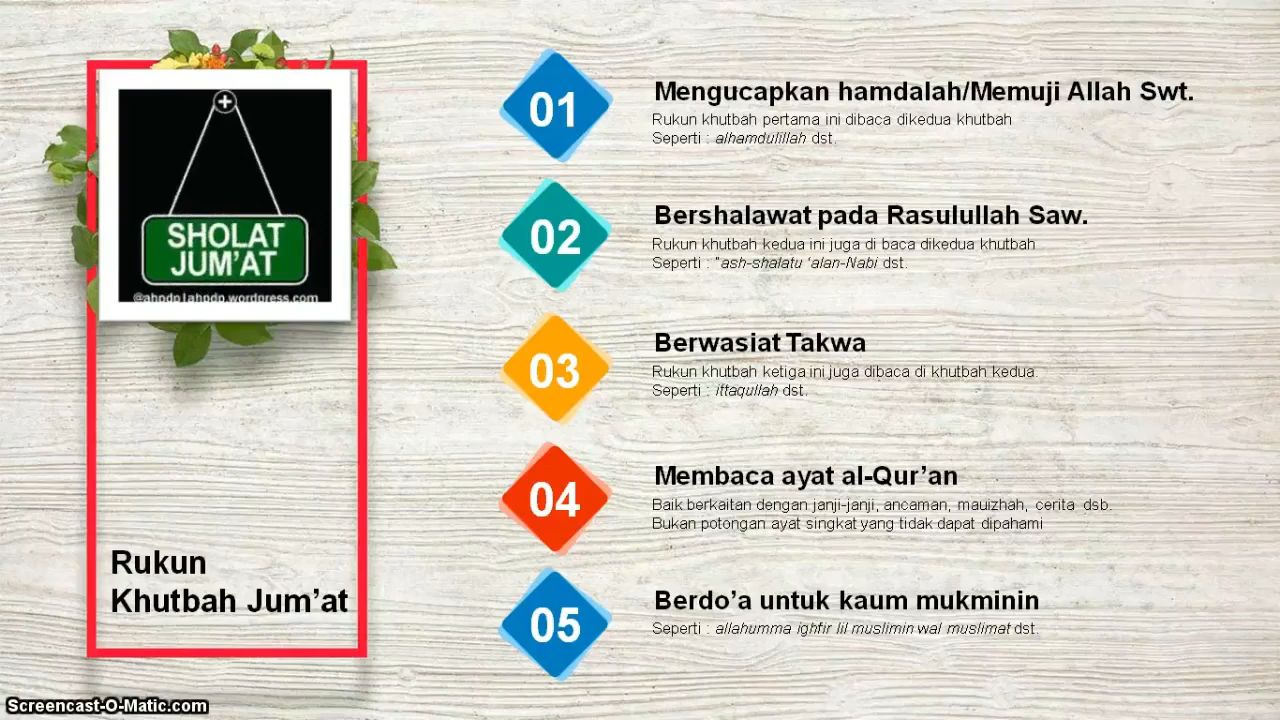 SHOLAT
JUM'AT
@ahpdp1ahpdp.wordpress.com
Rukun
Khutbah Jum'at
01
Mengucapkan hamdalah/Memuji Allah Swt.
Rukun khutbah pertama ini dibaca dikedua khutbah
Seperti : alhamdulillah dst.
02
Bershalawat pada Rasulullah Saw.
Rukun khutbah kedua ini juga di baca dikedua khutbah
Seperti : "ash-shalatu 'alan-Nabi dst.
03
Berwasiat Takwa
Rukun khutbah ketiga ini juga dibaca di khutbah kedua.
Seperti : ittaqullah dst.
04
Membaca ayat al-Qur'an
Baik berkaitan dengan janji-janji, ancaman, mauizhah, cerita dsb.
Bukan potongan ayat singkat yang tidak dapat dipahami
05
Berdo'a untuk kaum mukminin
Seperti : allahumma ighfir lil muslimin wal muslimat dst.
Screencast-O-Matic.com